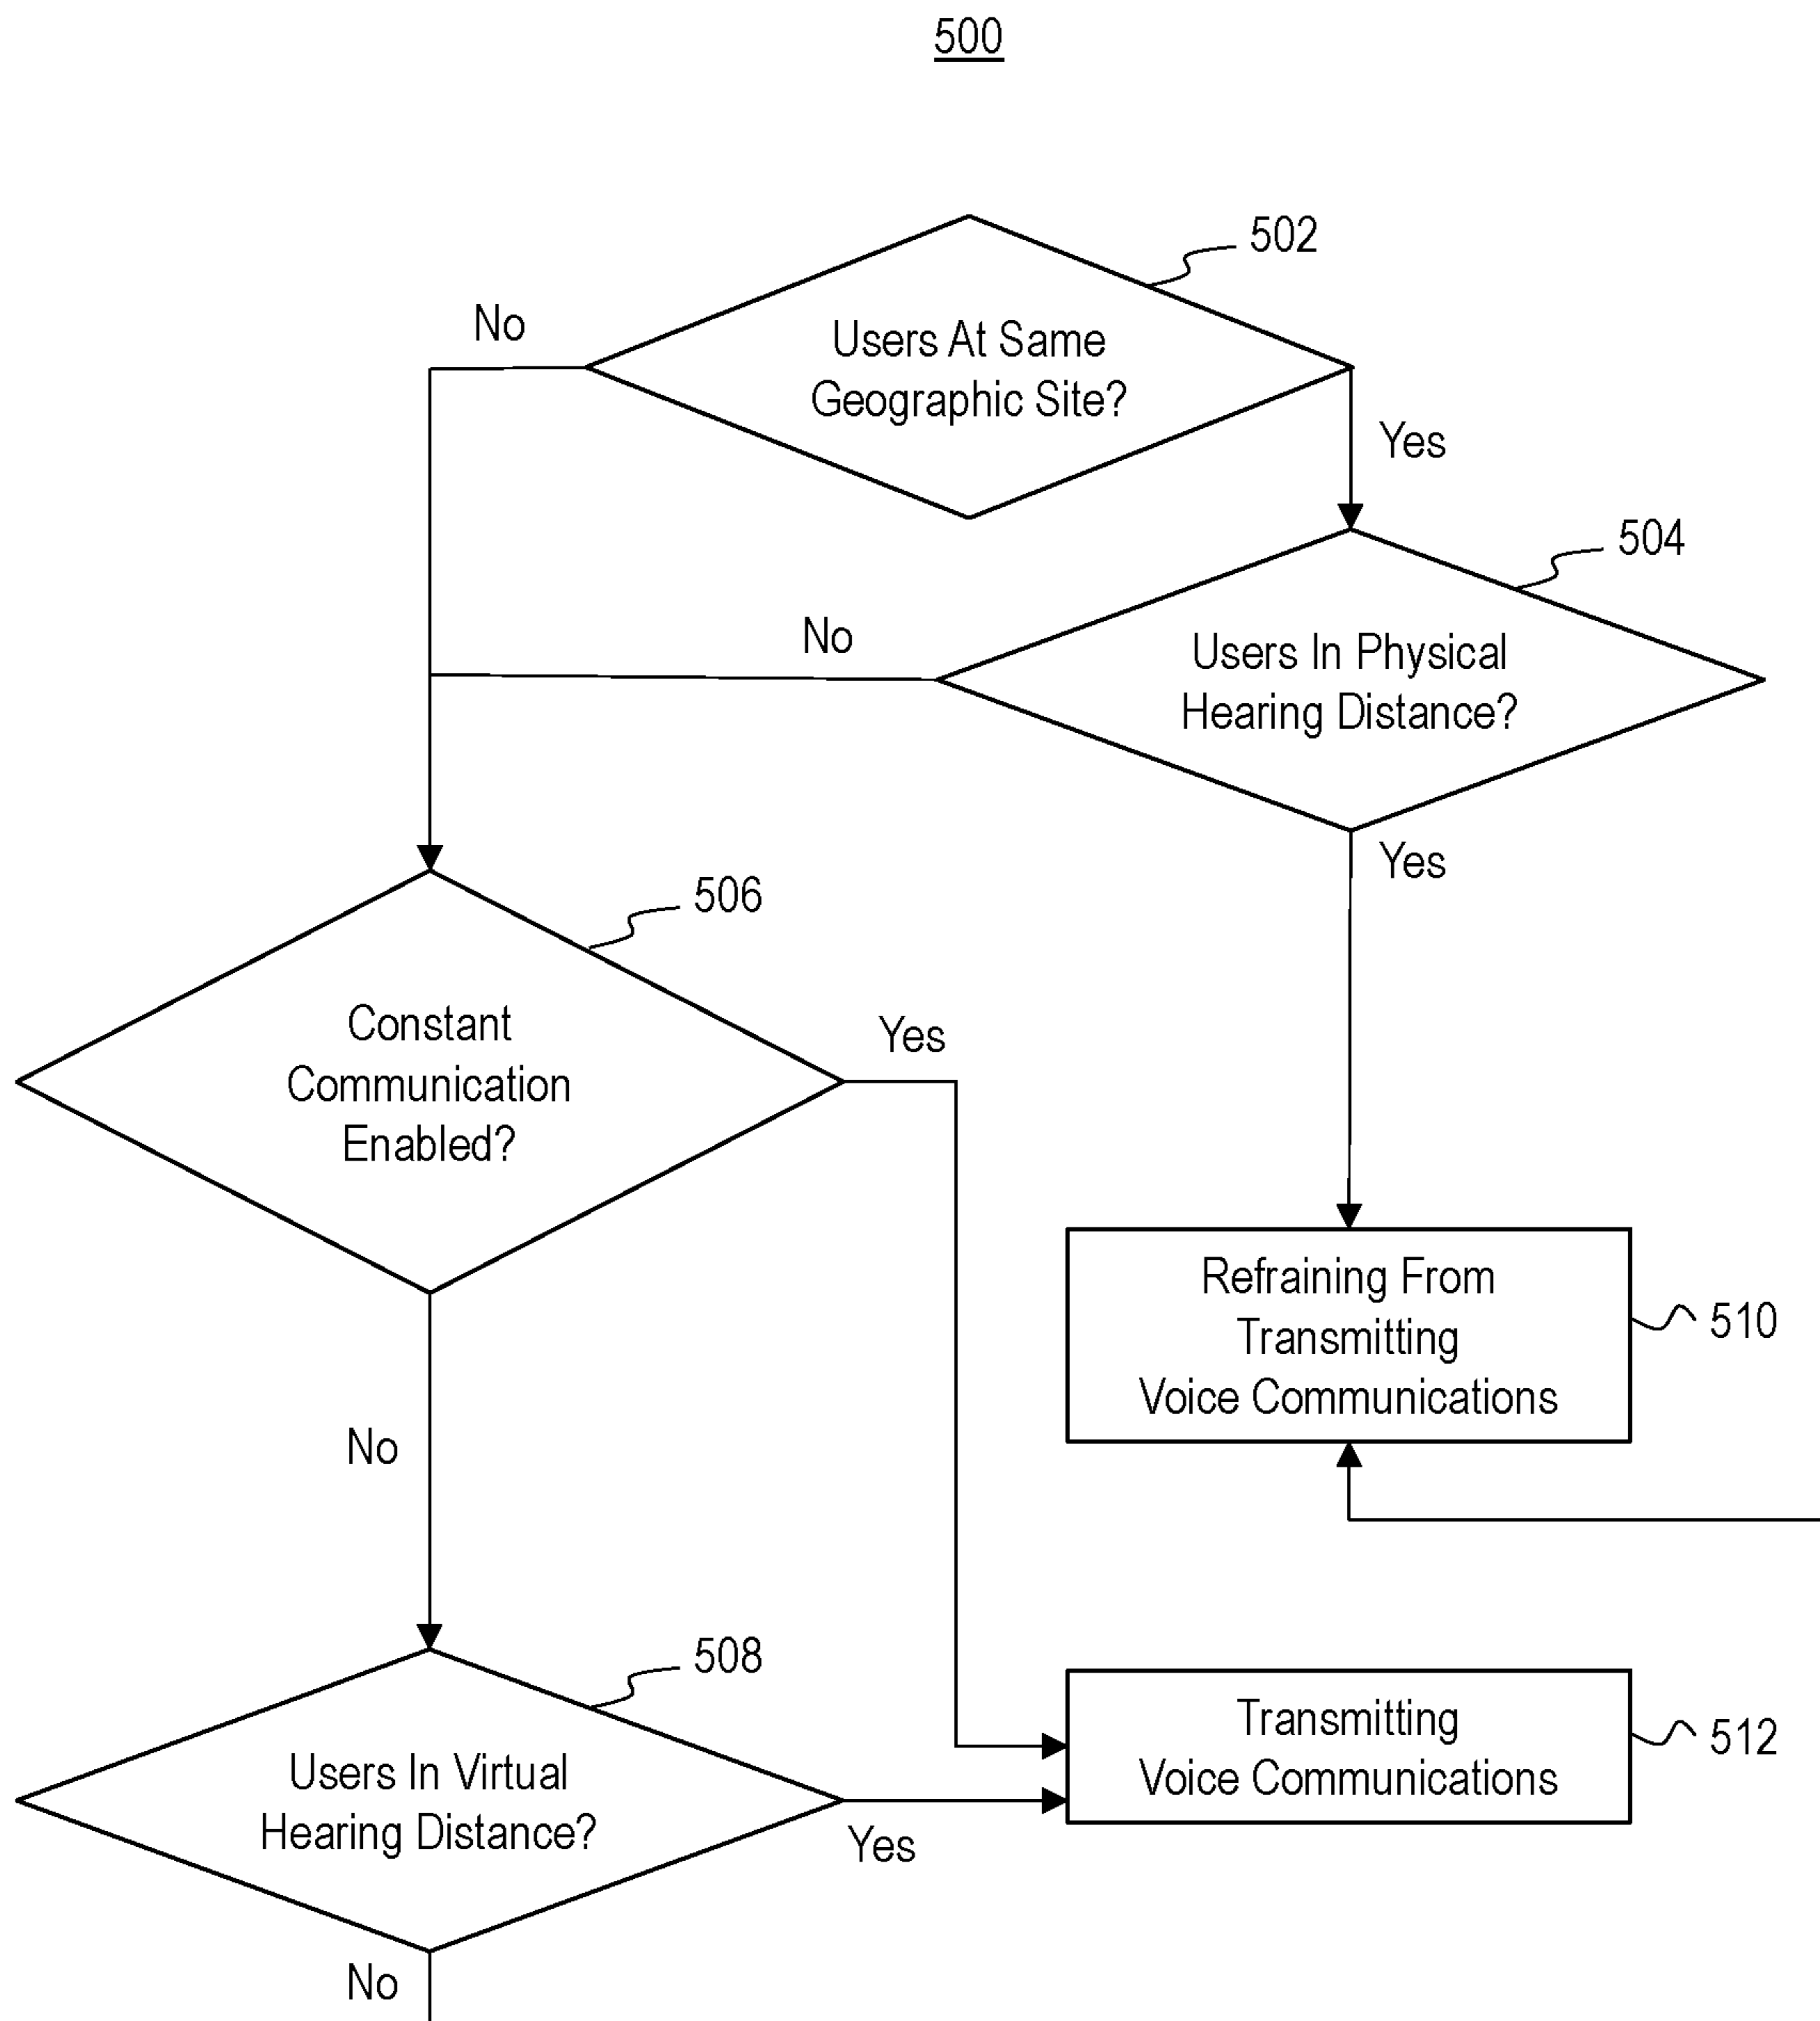 500
502
No
Users At Same
Geographic Site?
Yes
504
No
Users In Physical
Hearing Distance?
Yes
506
Constant
Communication
Enabled?
Yes
Refraining From
Transmitting
Voice Communications
510
No
508
Users In Virtual
Hearing Distance?
Yes
Transmitting
Voice Communications
512
No